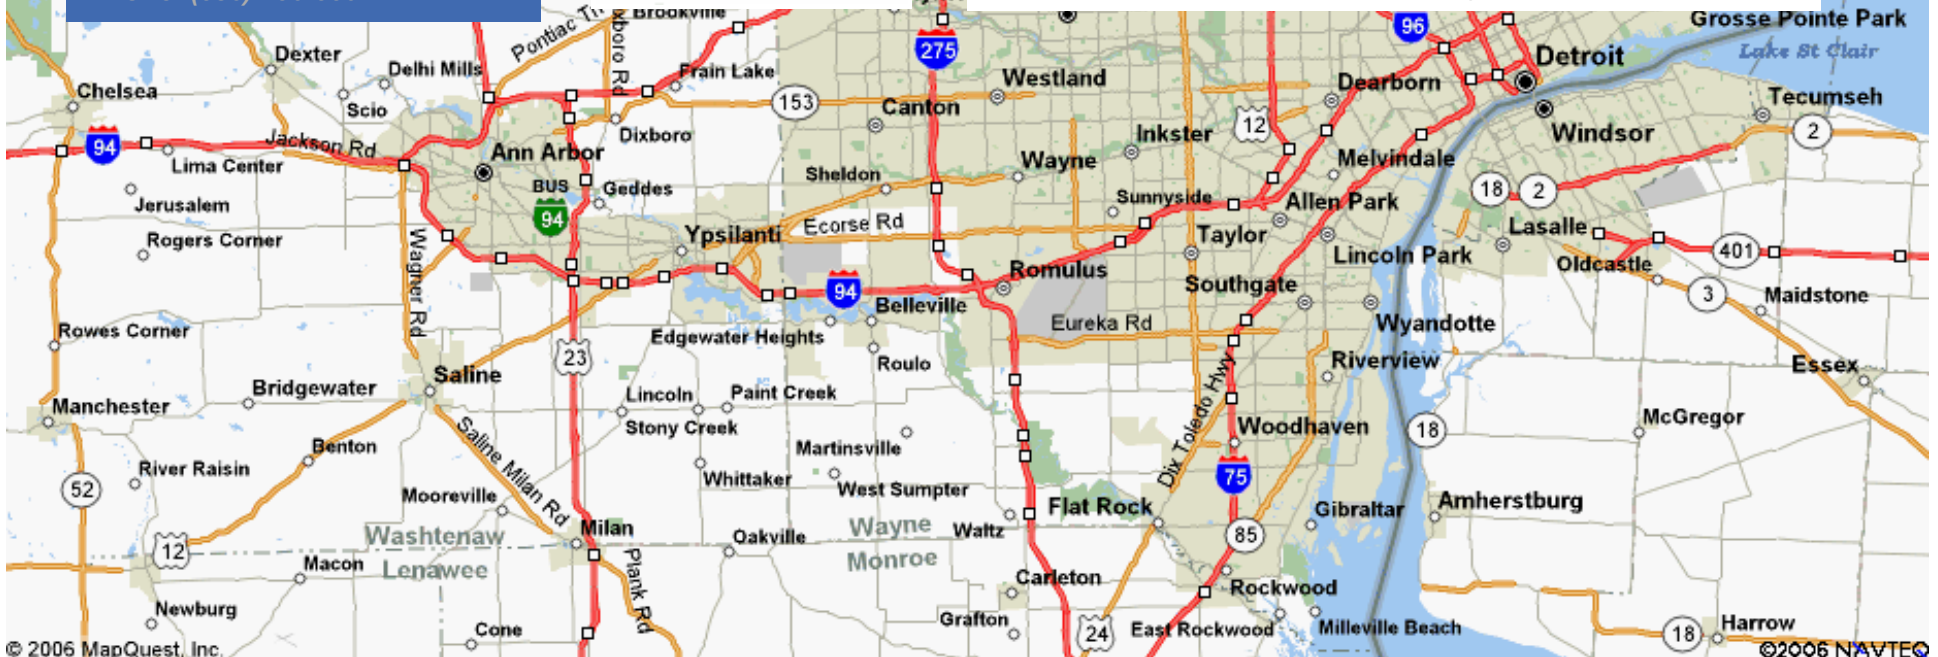 Brookville
Grosse Pointe Park
Lake St Clair
96
275
Detroit
Pontiac
Dexter
Delhi Mills
Frain Lake
Westland
Dearborn
Chelsea
Scio
153
Canton
Tecumseh
Dixboro
12
Inkster
Windsor
2
94
Jackson Rd
Lima Center
Ann Arbor
Wayne
Melvindale
BUS
94
Geddes
Sheldon
Sunnyside
Allen Park
18
2
Jerusalem
Rogers Corner
Ypsilanti
Ecorse Rd
Taylor
Lincoln Park
Lasalle
401
Wagner Rd
Romulus
Southgate
Oldcastle
94
Belleville
3
Maidstone
Rowes Corner
Edgewater Heights
Eureka Rd
Wyandotte
23
Roulo
Riverview
Essex
Saline
Bridgewater
Lincoln
Paint Creek
Manchester
Stony Creek
Dix Toledo Hwy
Woodhaven
18
McGregor
Saline Milan Rd
Benton
Martinsville
River Raisin
Whittaker
75
52
Mooreville
West Sumpter
Flat Rock
Gibraltar
Amherstburg
Washtenaw
Milan
Oakville
Wayne
Waltz
85
12
Lenawee
Macon
Monroe
Plank Rd
Carleton
Rockwood
Newburg
Cone
Grafton
24
East Rockwood
Milleville Beach
18
Harrow
© 2006 MapQuest, Inc.
©2006 NAVTEQ